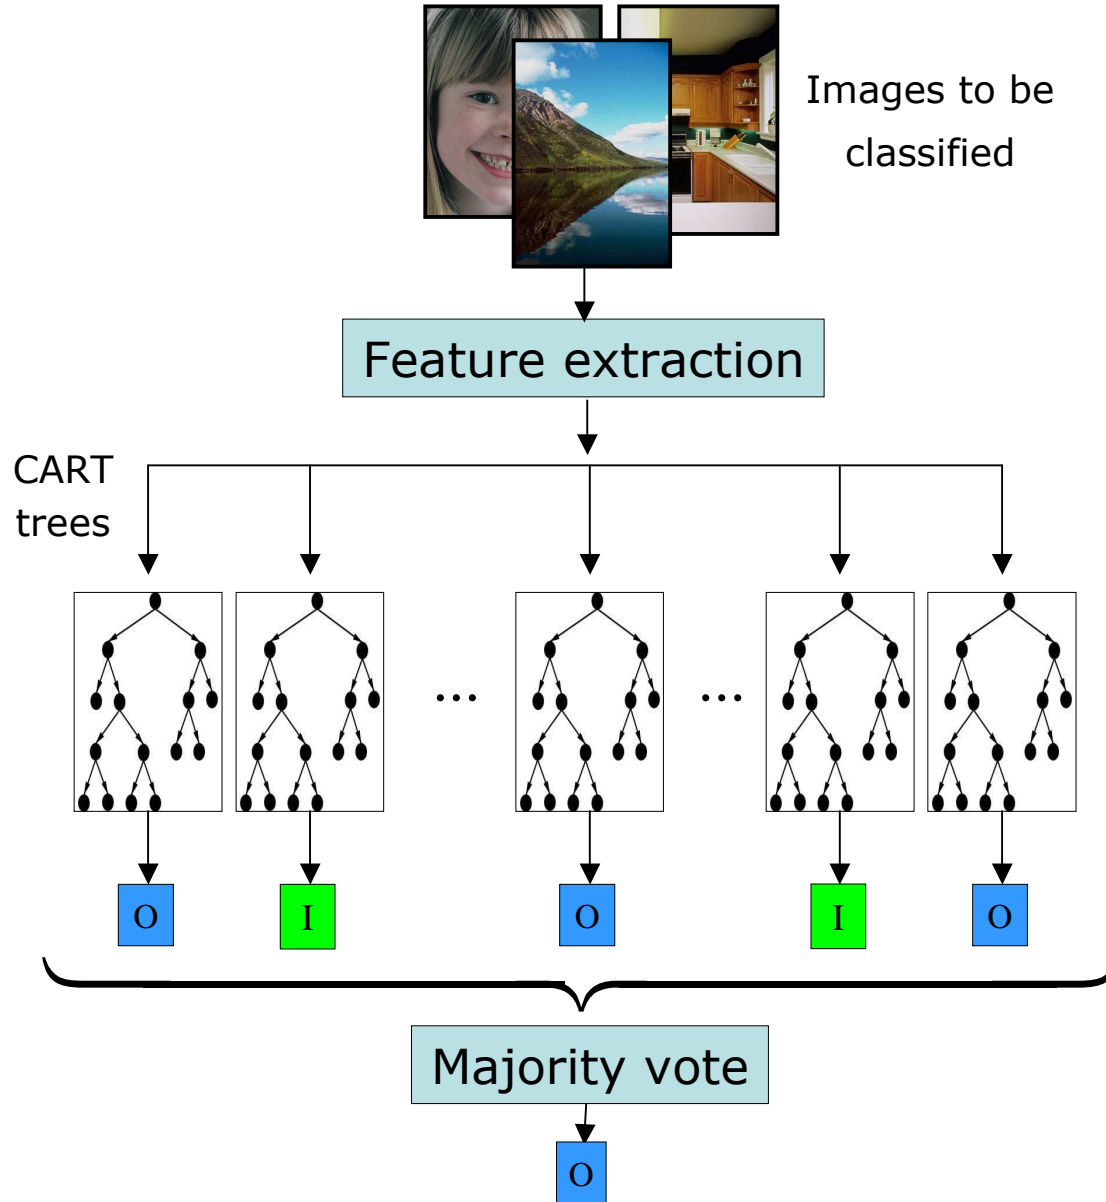 Images to be
classified
Feature extraction
CART
trees
... ...
O I O I O
Majority vote
O